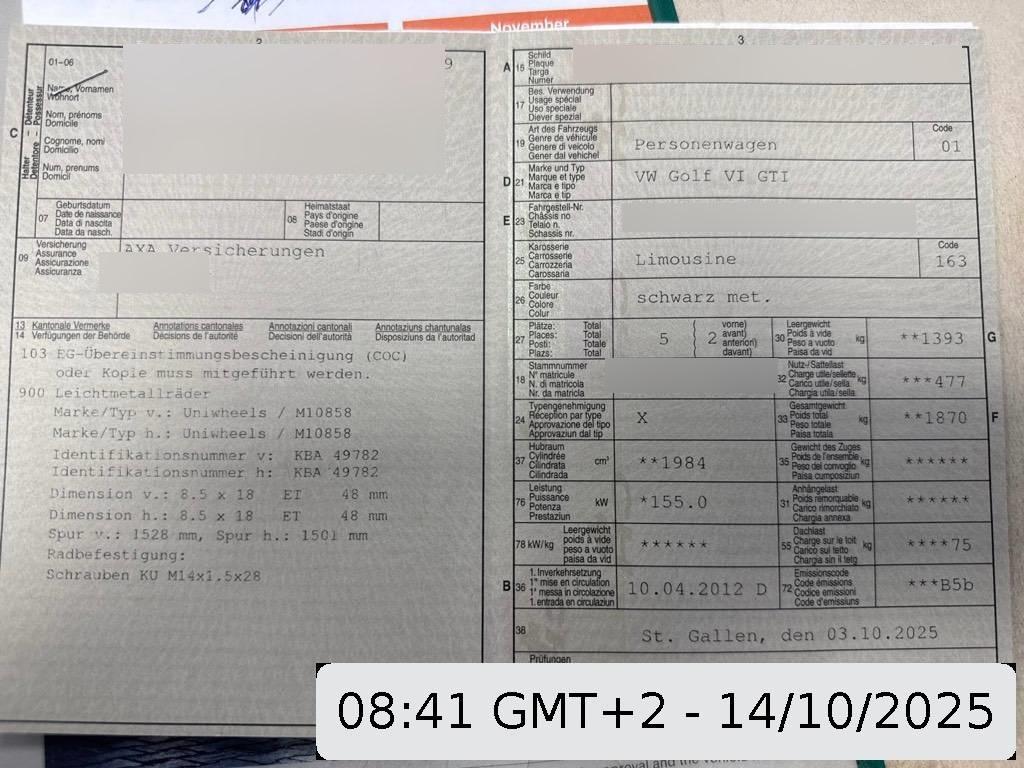 November
2
01-06
9
Name, Vornamen
Wohnort
Nom, prénoms
Domicile
Cognome, nomi
Domicilio
Num, prenums
Domicil
C
Halter - Détenteur
Detentore - Possessur
07
Geburtsdatum
Date de naissance
Data di nascita
Data da nasch.
08
Heimatstaat
Pays d'origine
Paese d'origine
Stadi d'origin
09
Versicherung
Assurance
Assicurazione
Assicuranza
AXA Versicherungen
13 Kantonale Vermerke Annotations cantonales Annotazioni cantonali Annotaziuns chantunalas
14 Verfügungen der Behörde Décisions de l'autorité Decisioni dell'autorità Disposiziuns da l'autoritad
103 EG-Übereinstimmungsbescheinigung (COC)
oder Kopie muss mitgeführt werden.
900 Leichtmetallräder
Marke/Typ v.: Uniwheels / M10858
Marke/Typ h.: Uniwheels / M10858
Identifikationsnummer v: KBA 49782
Identifikationsnummer h: KBA 49782
Dimension v.: 8.5 x 18 ET 48 mm
Dimension h.: 8.5 x 18 ET 48 mm
Spur v.: 1528 mm, Spur h.: 1501 mm
Radbefestigung:
Schrauben KU M14x1.5x28
3
A
15
Schild
Plaque
Targa
Numer
17
Bes. Verwendung
Usage spécial
Uso speciale
Diever spezial
19
Art des Fahrzeugs
Genre de véhicule
Genere di veicolo
Gener dal vehichel
Personenwagen
Code
01
D
21
Marke und Typ
Marque et type
Marca e tipo
Marca e tip
VW Golf VI GTI
E
23
Fahrgestell-Nr.
Châssis no
Telaio n.
Schassis nr.
25
Karosserie
Carrosserie
Carrozzeria
Carossaria
Limousine
Code
163
26
Farbe
Couleur
Colore
Colur
schwarz met.
27
Plätze: Total
Places: Total
Posti: Totale
Plazs: Total
5
2
vorne)
avant)
anteriori)
davant)
30
Leergewicht
Poids à vide
Peso a vuoto
Paisa da vid
kg
**1393
G
18
Stammnummer
N° matricule
N. di matricola
Nr. da matricla
32
Nutz-/Sattellast
Charge utile/sellette
Carico utile/sella
Chargia utila/sella
kg
***477
24
Typengenehmigung
Réception par type
Approvazione del tipo
Approvaziun dal tip
X
33
Gesamtgewicht
Poids total
Peso totale
Paisa totala
kg
**1870
F
37
Hubraum
Cylindrée
Cilindrata
Cilindrada
cm³
**1984
35
Gewicht des Zuges
Poids de l'ensemble
Peso del convoglio
Paisa cumposiziun
kg
******
76
Leistung
Puissance
Potenza
Prestaziun
kW
*155.0
31
Anhängelast
Poids remorquable
Carico rimorchiato
Chargia annexa
kg
******
78 kW/kg
Leergewicht
poids à vide
peso a vuoto
paisa da vid
******
55
Dachlast
Charge sur le toit
Carico sul tetto
Chargia sin il tetg
kg
****75
B
36
1. Inverkehrsetzung
1re mise en circulation
1a messa in circolazione
1. entrada en circulaziun
10.04.2012 D
72
Emissionscode
Code émissions
Codice emissioni
Code d'emissiuns
***B5b
38
St. Gallen, den 03.10.2025
Prüfungen
08:41 GMT+2 - 14/10/2025